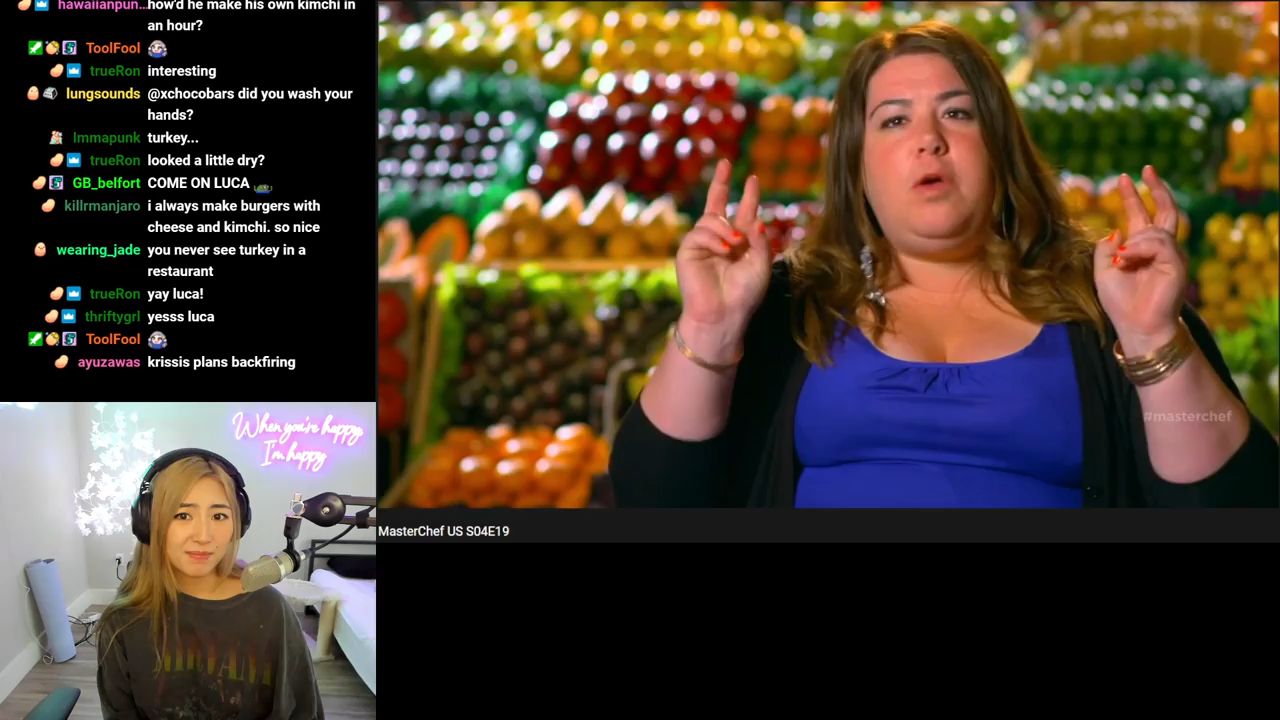 hawaiianpun... how'd he make his own kimchi in
an hour?
ToolFool
trueRon interesting
lungsounds @xchocobars did you wash your
hands?
Immapunk turkey...
trueRon looked a little dry?
GB_belfort COME ON LUCA
killrmanjaro i always make burgers with
cheese and kimchi. so nice
wearing_jade you never see turkey in a
restaurant
trueRon yay luca!
thriftygrl yesss luca
ToolFool
ayuzawas krissis plans backfiring
#masterchef
MasterChef US S04E19
When you're happy
I'm happy
NIRVANA